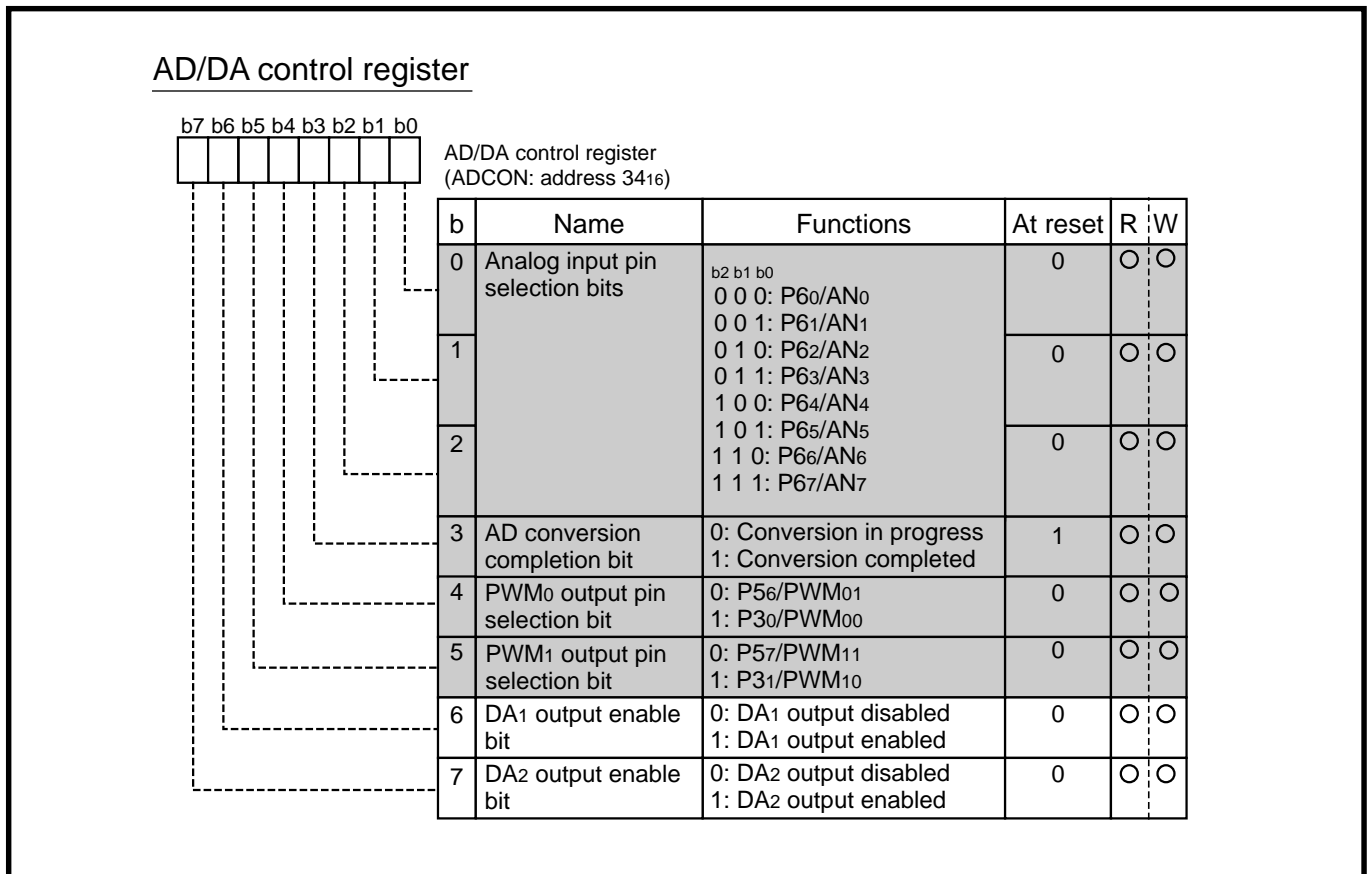 AD/DA control register
b7 b6 b5 b4 b3 b2 b1 b0
AD/DA control register
(ADCON: address 3416)
b Name Functions At reset R W
0 Analog input pin selection bits
b2 b1 b0
0 0 0: P60/AN0
0 0 1: P61/AN1
0 1 0: P62/AN2
0 1 1: P63/AN3
1 0 0: P64/AN4
1 0 1: P65/AN5
1 1 0: P66/AN6
1 1 1: P67/AN7
0 O O
1 0 O O
2 0 O O
3 AD conversion
completion bit
0: Conversion in progress
1: Conversion completed
1 O O
4 PWM0 output pin
selection bit
0: P56/PWM01
1: P30/PWM00
0 O O
5 PWM1 output pin
selection bit
0: P57/PWM11
1: P31/PWM10
0 O O
6 DA1 output enable
bit
0: DA1 output disabled
1: DA1 output enabled
0 O O
7 DA2 output enable
bit
0: DA2 output disabled
1: DA2 output enabled
0 O O